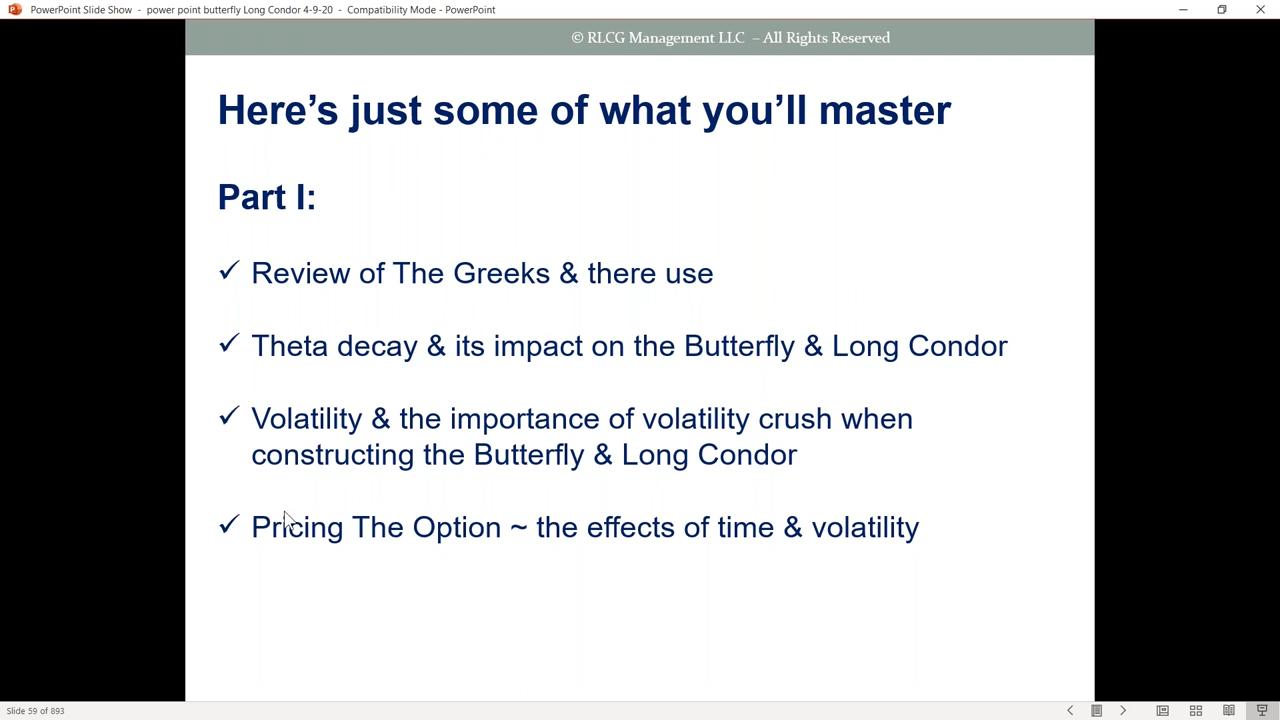 PowerPoint Slide Show - power point butterfly Long Condor 4-9-20 - Compatibility Mode - PowerPoint
© RLCG Management LLC – All Rights Reserved
Here’s just some of what you’ll master
Part I:
✓ Review of The Greeks & there use
✓ Theta decay & its impact on the Butterfly & Long Condor
✓ Volatility & the importance of volatility crush when
constructing the Butterfly & Long Condor
✓ Pricing The Option ~ the effects of time & volatility
Slide 59 of 893